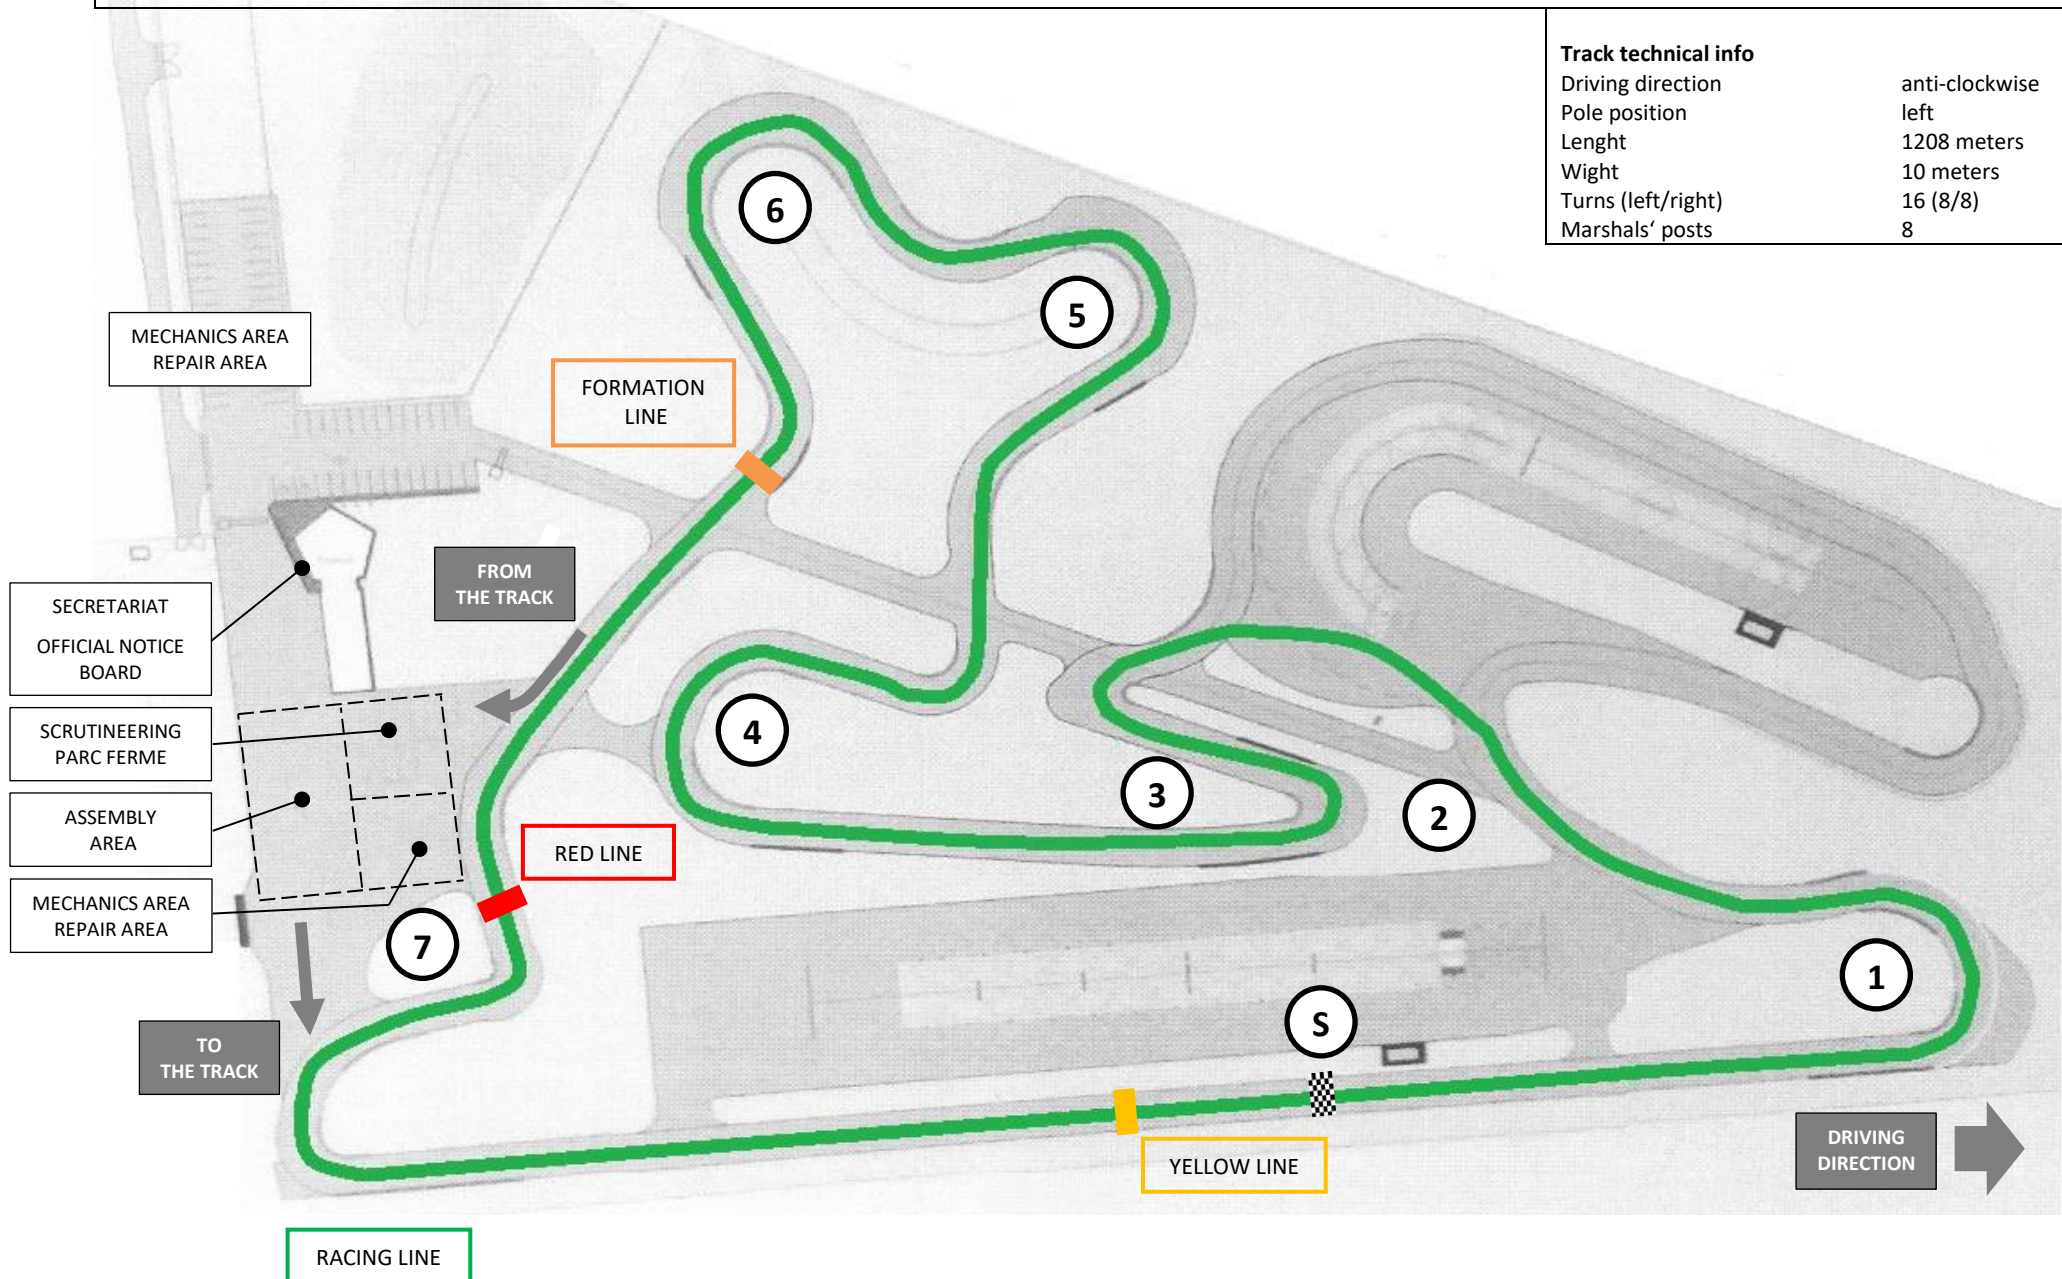 Track technical info
Driving direction anti-clockwise
Pole position left
Lenght 1208 meters
Wight 10 meters
Turns (left/right) 16 (8/8)
Marshals‘ posts 8
6
5
MECHANICS AREA
REPAIR AREA
FORMATION
LINE
FROM
THE TRACK
SECRETARIAT
OFFICIAL NOTICE
BOARD
SCRUTINEERING
PARC FERME
ASSEMBLY
AREA
MECHANICS AREA
REPAIR AREA
4
3
2
RED LINE
7
1
S
TO
THE TRACK
YELLOW LINE
DRIVING
DIRECTION
RACING LINE